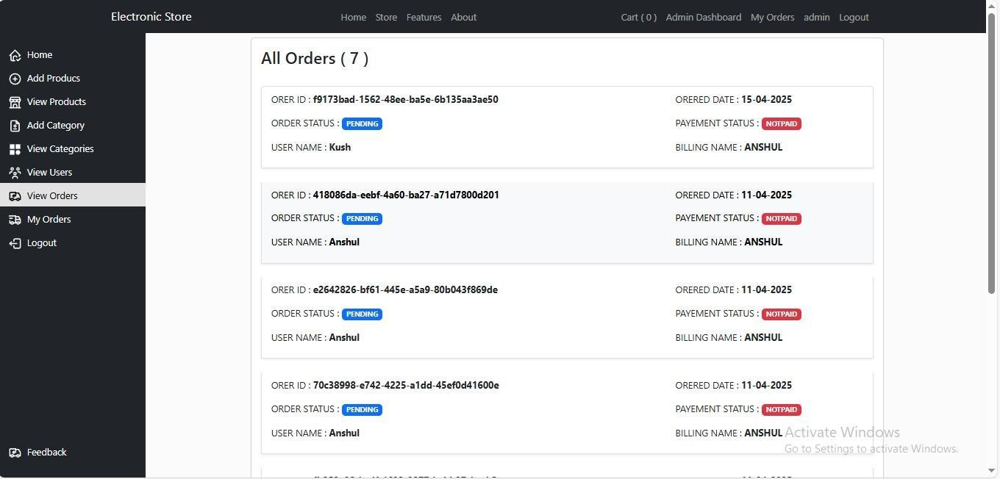 Electronic Store Home Store Features About Cart ( 0 ) Admin Dashboard My Orders admin Logout
Home
Add Producs
View Products
Add Category
View Categories
View Users
View Orders
My Orders
Logout
Feedback
All Orders ( 7 )
ORER ID : f9173bad-1562-48ee-ba5e-6b135aa3ae50 ORERED DATE : 15-04-2025
ORDER STATUS : PENDING PAYEMENT STATUS : NOTPAID
USER NAME : Kush BILLING NAME : ANSHUL
ORER ID : 418086da-eebf-4a60-ba27-a71d7800d201 ORERED DATE : 11-04-2025
ORDER STATUS : PENDING PAYEMENT STATUS : NOTPAID
USER NAME : Anshul BILLING NAME : ANSHUL
ORER ID : e2642826-bf61-445e-a5a9-80b043f869de ORERED DATE : 11-04-2025
ORDER STATUS : PENDING PAYEMENT STATUS : NOTPAID
USER NAME : Anshul BILLING NAME : ANSHUL
ORER ID : 70c38998-e742-4225-a1dd-45ef0d41600e ORERED DATE : 11-04-2025
ORDER STATUS : PENDING PAYEMENT STATUS : NOTPAID
USER NAME : Anshul BILLING NAME : ANSHUL
Activate Windows
Go to Settings to activate Windows.